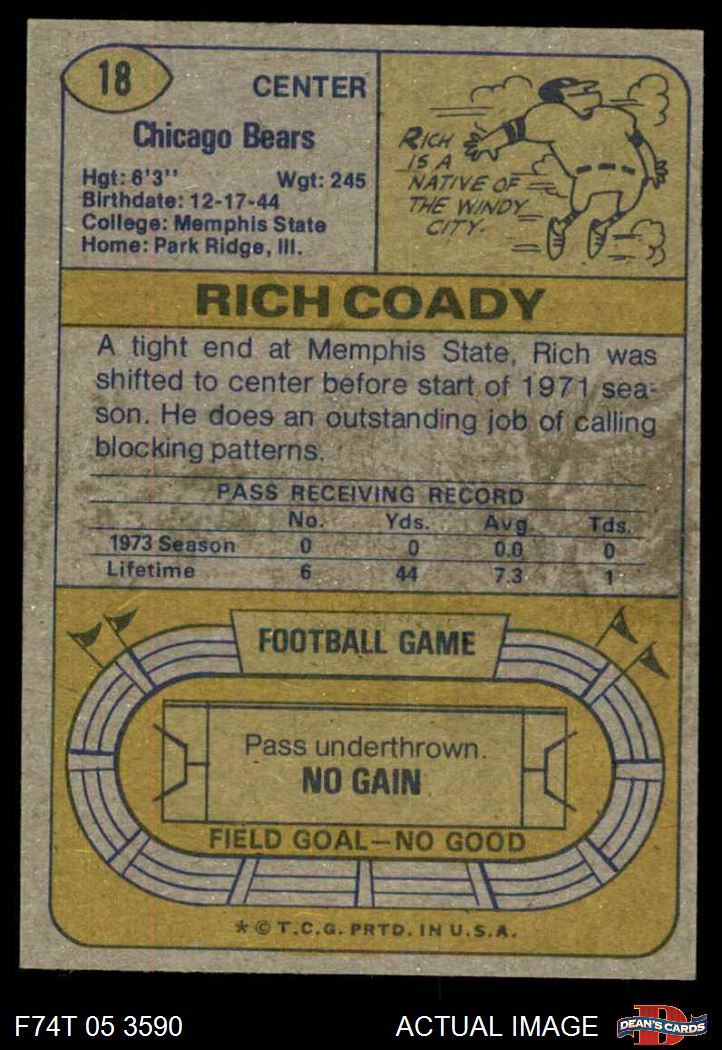 18
CENTER
Chicago Bears
Hgt: 6'3'' Wgt: 245
Birthdate: 12-17-44
College: Memphis State
Home: Park Ridge, Ill.
RICH
IS A
NATIVE OF
THE WINDY
CITY.
RICH COADY
A tight end at Memphis State, Rich was
shifted to center before start of 1971 sea-
son. He does an outstanding job of calling
blocking patterns.
PASS RECEIVING RECORD
No. Yds. Avg. Tds.
1973 Season 0 0 0.0 0
Lifetime 6 44 7.3 1
FOOTBALL GAME
Pass underthrown.
NO GAIN
FIELD GOAL—NO GOOD
* © T.C.G. PRTD. IN U.S.A.
F74T 05 3590 ACTUAL IMAGE
D
DEAN'S CARDS